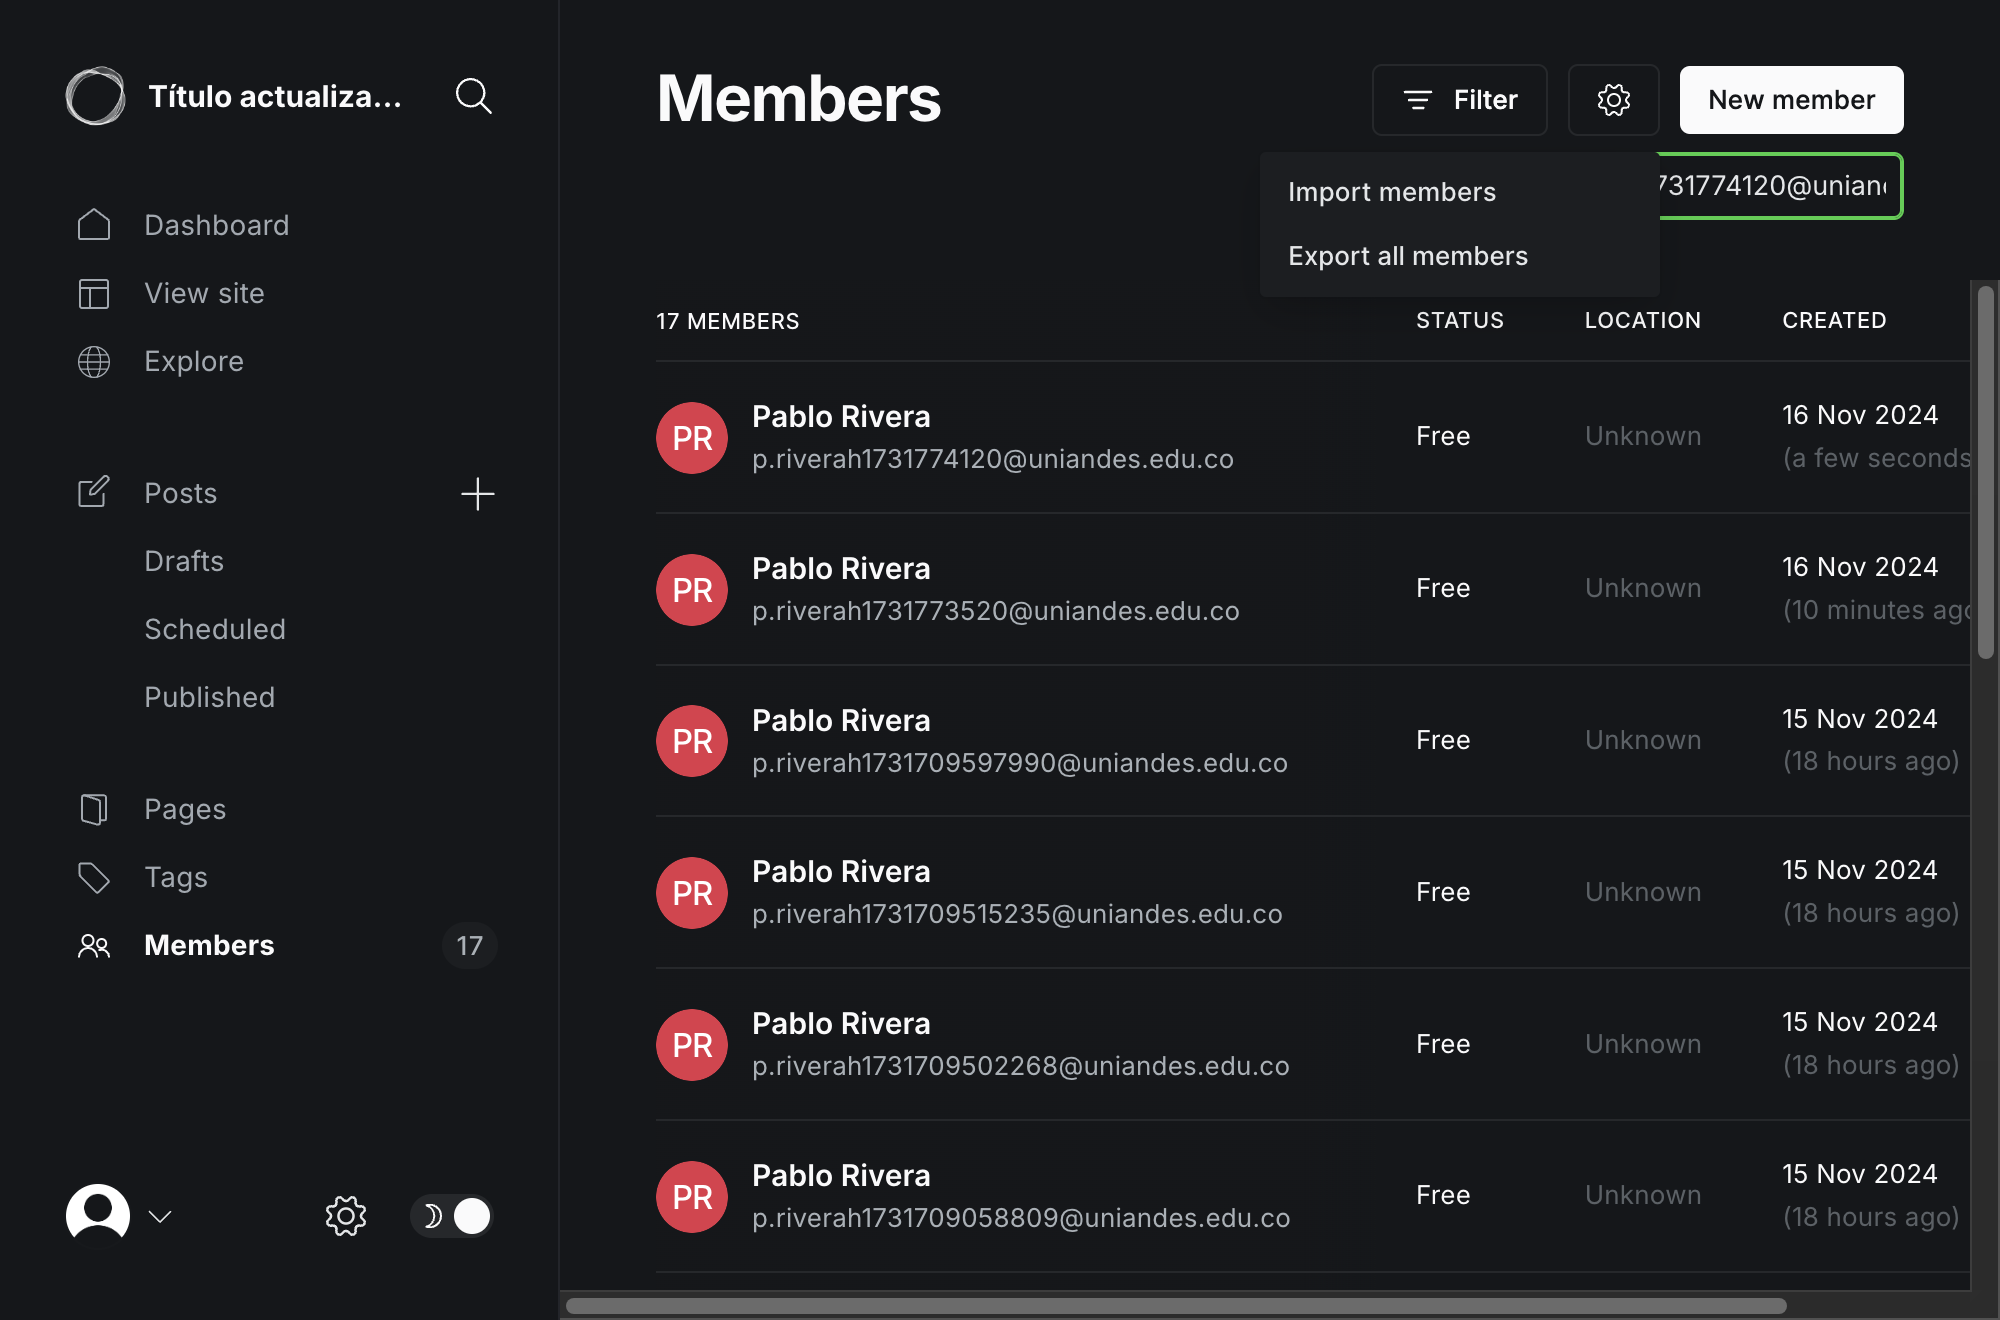 Título actualiza...
Dashboard
View site
Explore
Posts
Drafts
Scheduled
Published
Pages
Tags
Members
17
Members
Filter
New member
731774120@unian
Import members
Export all members
17 MEMBERS STATUS LOCATION CREATED
PR
Pablo Rivera
p.riverah1731774120@uniandes.edu.co
Free
Unknown
16 Nov 2024
(a few seconds
PR
Pablo Rivera
p.riverah1731773520@uniandes.edu.co
Free
Unknown
16 Nov 2024
(10 minutes ago
PR
Pablo Rivera
p.riverah1731709597990@uniandes.edu.co
Free
Unknown
15 Nov 2024
(18 hours ago)
PR
Pablo Rivera
p.riverah1731709515235@uniandes.edu.co
Free
Unknown
15 Nov 2024
(18 hours ago)
PR
Pablo Rivera
p.riverah1731709502268@uniandes.edu.co
Free
Unknown
15 Nov 2024
(18 hours ago)
PR
Pablo Rivera
p.riverah1731709058809@uniandes.edu.co
Free
Unknown
15 Nov 2024
(18 hours ago)